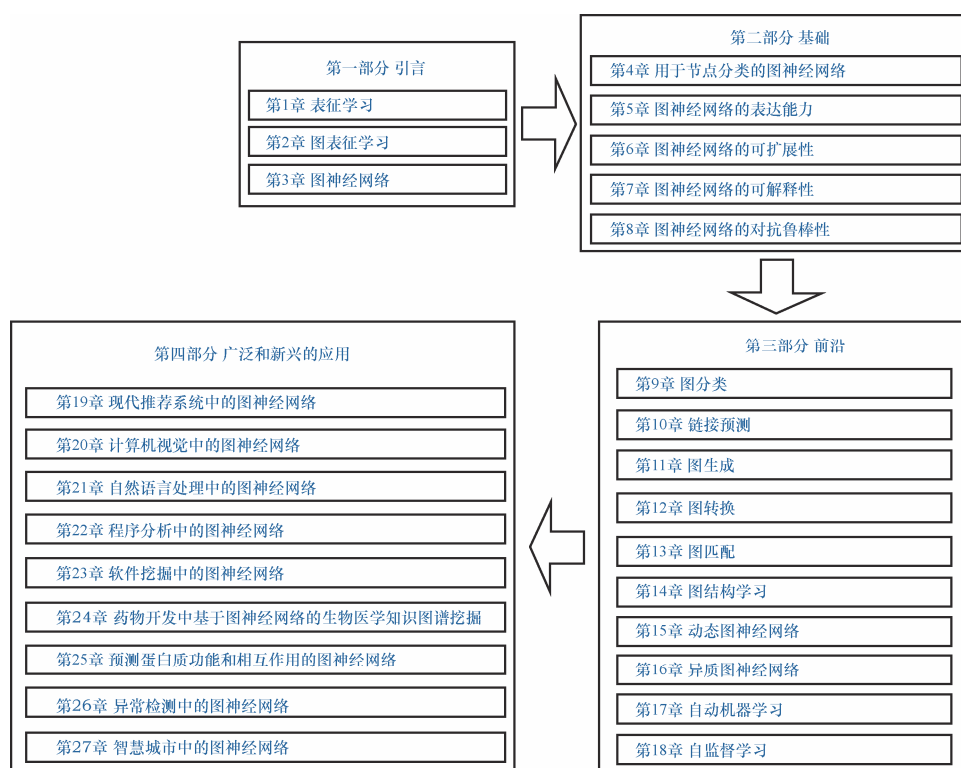 第一部分 引言
第1章 表征学习
第2章 图表征学习
第3章 图神经网络
第二部分 基础
第4章 用于节点分类的图神经网络
第5章 图神经网络的表达能力
第6章 图神经网络的可扩展性
第7章 图神经网络的可解释性
第8章 图神经网络的对抗鲁棒性
第三部分 前沿
第9章 图分类
第10章 链接预测
第11章 图生成
第12章 图转换
第13章 图匹配
第14章 图结构学习
第15章 动态图神经网络
第16章 异质图神经网络
第17章 自动机器学习
第18章 自监督学习
第四部分 广泛和新兴的应用
第19章 现代推荐系统中的图神经网络
第20章 计算机视觉中的图神经网络
第21章 自然语言处理中的图神经网络
第22章 程序分析中的图神经网络
第23章 软件挖掘中的图神经网络
第24章 药物开发中基于图神经网络的生物医学知识图谱挖掘
第25章 预测蛋白质功能和相互作用的图神经网络
第26章 异常检测中的图神经网络
第27章 智慧城市中的图神经网络